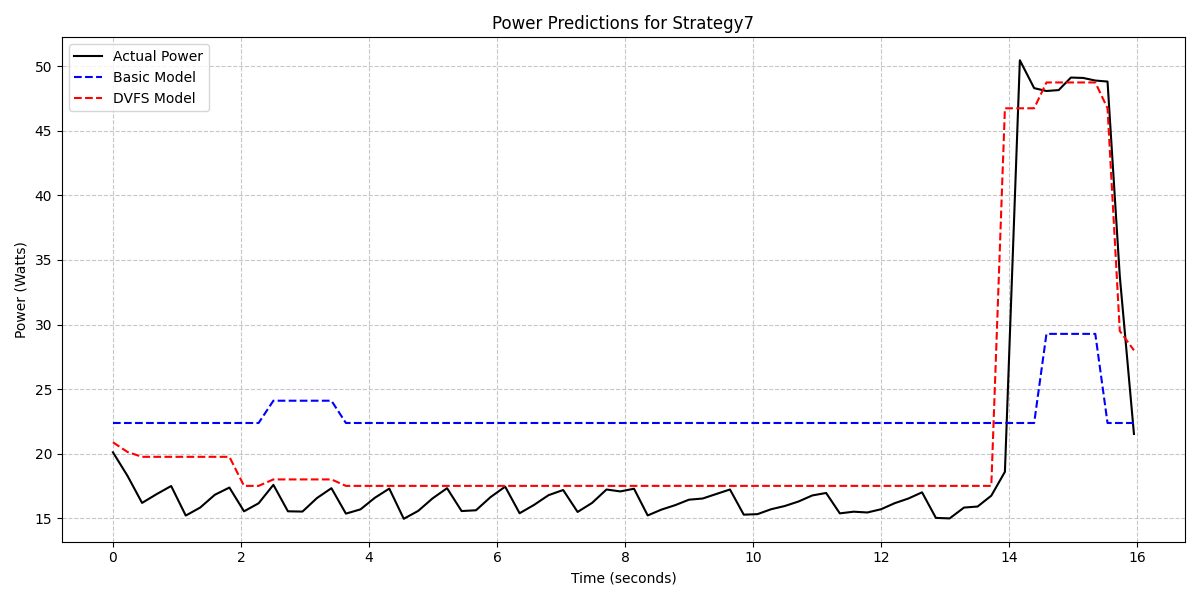 Power Predictions for Strategy7
Actual Power
Basic Model
DVFS Model
Power (Watts)
50
45
40
35
30
25
20
15
0 2 4 6 8 10 12 14 16
Time (seconds)